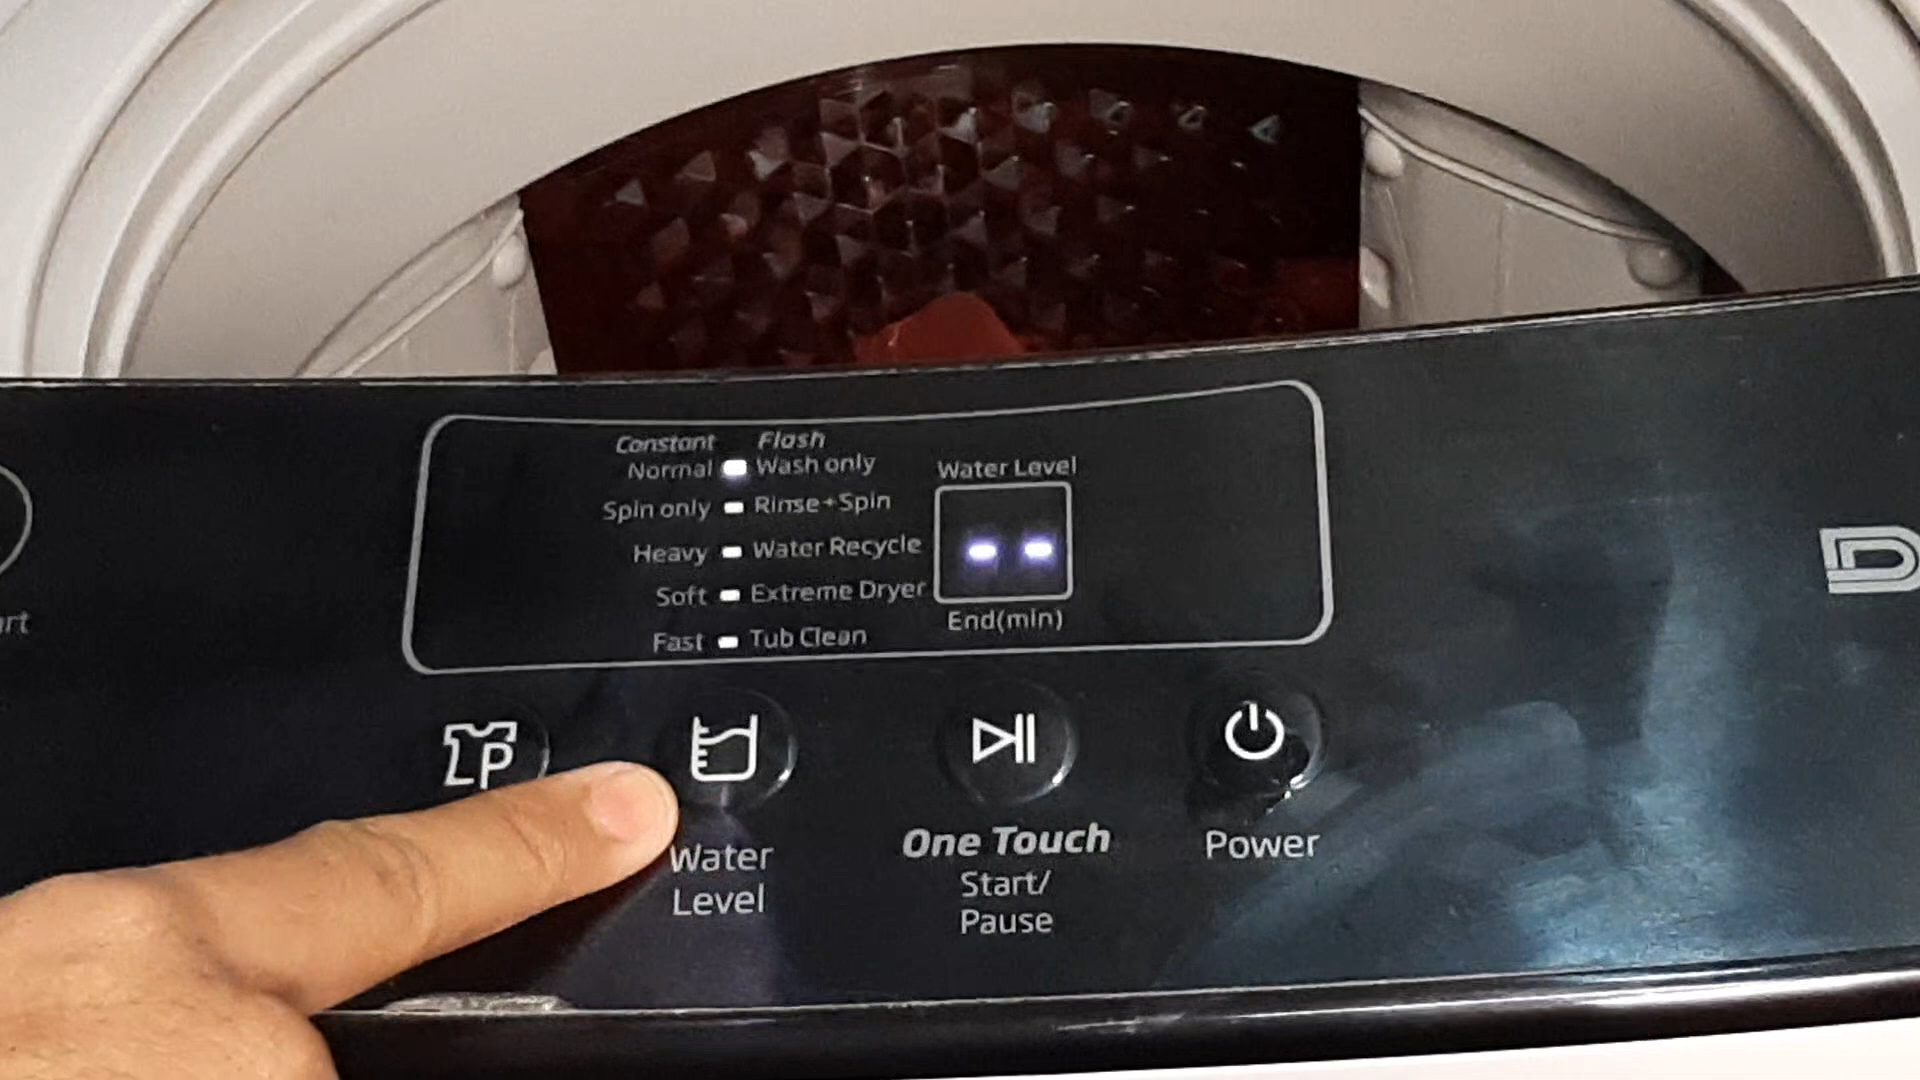 Constant Flash
Normal Wash only
Spin only Rinse+Spin
Heavy Water Recycle
Soft Extreme Dryer
Fast Tub Clean
Water Level
-- 
End(min)
P
Water
Level
One Touch
Start/
Pause
Power
D
art